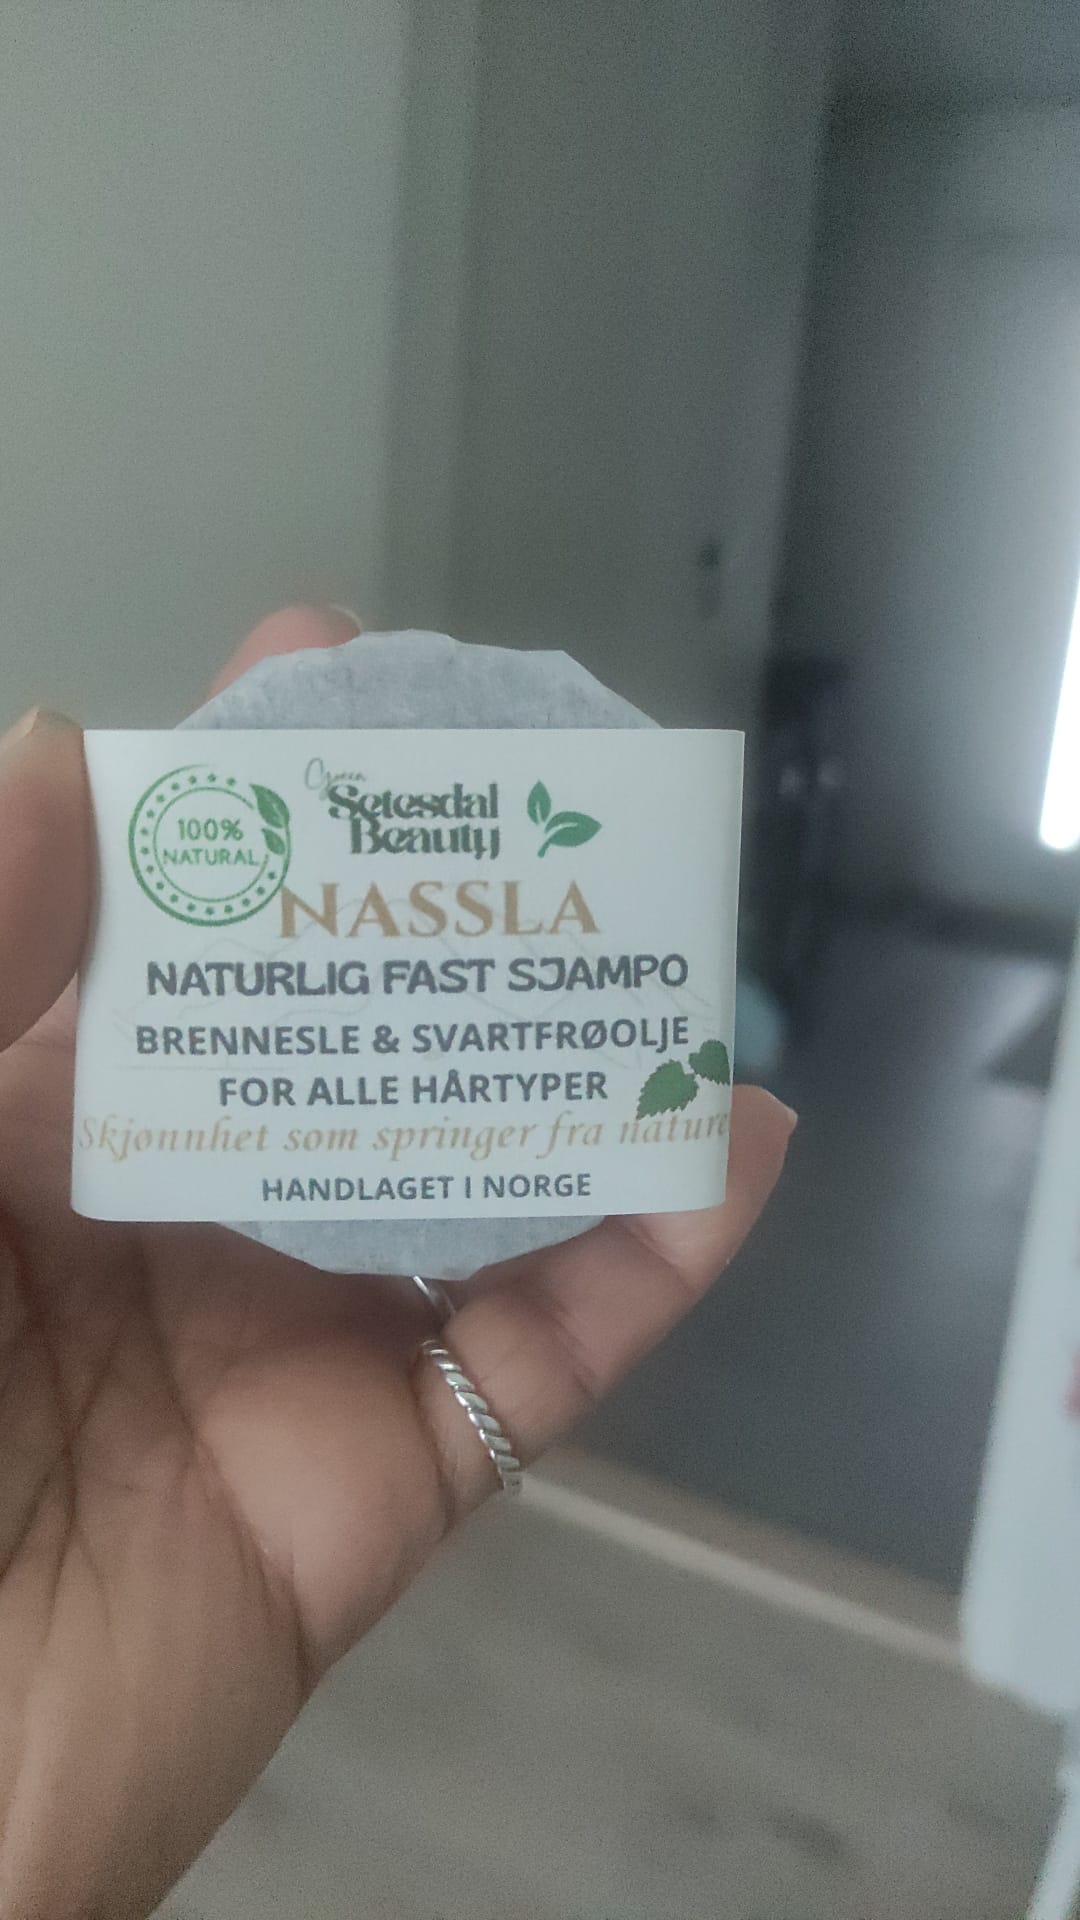 100%
NATURAL
Green
Setesdal
Beauty
NASSLA
NATURLIG FAST SJAMPO
BRENNESLE & SVARTFRØOLJE
FOR ALLE HÅRTYPER
Skjønnhet som springer fra nature
HANDLAGET I NORGE